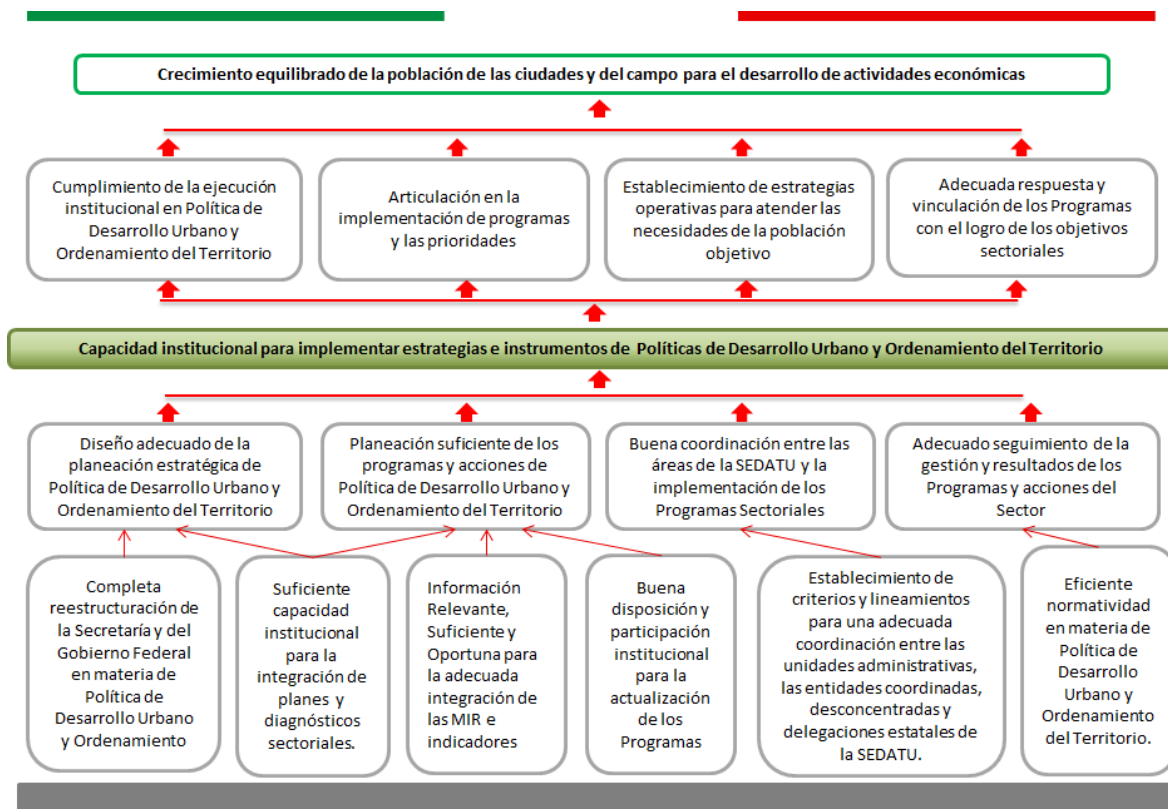 Crecimiento equilibrado de la población de las ciudades y del campo para el desarrollo de actividades económicas
Cumplimiento de la ejecución
institucional en Política de
Desarrollo Urbano y
Ordenamiento del Territorio
Articulación en la
implementación de programas
y las prioridades
Establecimiento de estrategias
operativas para atender las
necesidades de la población
objetivo
Adecuada respuesta y
vinculación de los Programas
con el logro de los objetivos
sectoriales
Capacidad institucional para implementar estrategias e instrumentos de Políticas de Desarrollo Urbano y Ordenamiento del Territorio
Diseño adecuado de la
planeación estratégica de
Política de Desarrollo Urbano y
Ordenamiento del Territorio
Planeación suficiente de los
programas y acciones de
Política de Desarrollo Urbano y
Ordenamiento del Territorio
Buena coordinación entre las
áreas de la SEDATU y la
implementación de los
Programas Sectoriales
Adecuado seguimiento de la
gestión y resultados de los
Programas y acciones del
Sector
Completa
reestructuración de
la Secretaría y del
Gobierno Federal
en materia de
Política de
Desarrollo Urbano
y Ordenamiento
Suficiente
capacidad
institucional
para la
integración de
planes y
diagnósticos
sectoriales.
Información
Relevante,
Suficiente y
Oportuna para
la adecuada
integración de
las MIR e
indicadores
Buena
disposición y
participación
institucional
para la
actualización
de los
Programas
Establecimiento de
criterios y lineamientos
para una adecuada
coordinación entre las
unidades administrativas,
las entidades coordinadas,
desconcentradas y
delegaciones estatales de
la SEDATU.
Eficiente
normatividad
en materia de
Política de
Desarrollo
Urbano y
Ordenamiento
del Territorio.